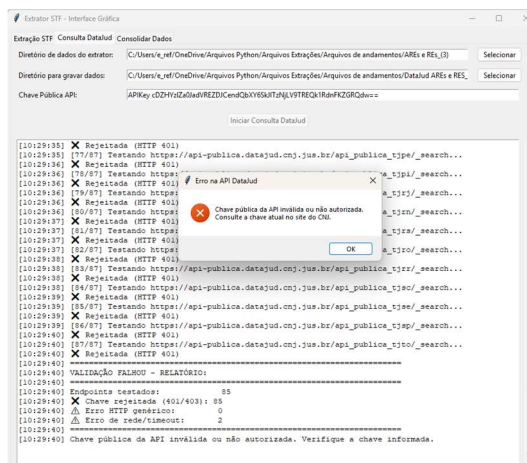 Extrator STF - Interface Gráfica
Extração STF Consulta DataJud Consolidar Dados
Diretório de dados do extrator: C:/Users/e_ref/OneDrive/Arquivos Python/Arquivos Extrações/Arquivos de andamentos/AREs e REs_(3) Selecionar
Diretório para gravar dados: C:/Users/e_ref/OneDrive/Arquivos Python/Arquivos Extrações/Arquivos de andamentos/DataJud AREs e RES_ Selecionar
Chave Pública API: APIKey
Iniciar Consulta DataJud
[10:29:35] ❌ Rejeitada (HTTP 401)
[10:29:35] [77/87] Testando https://api-publica.datajud.cnj.jus.br/api_publica_tjpe/_search...
[10:29:36] ❌ Rejeitada (HTTP 401)
[10:29:36] [78/87] Testando https: a_tjpi/_search...
[10:29:36] ❌ Rejeitada (HTTP
[10:29:36] [79/87] Testando https: a_tjrj/_search...
[10:29:36] ❌ Rejeitada (HTTP
[10:29:36] [80/87] Testando https: a_tjrn/_search...
[10:29:37] ❌ Rejeitada (HTTP
[10:29:37] [81/87] Testando https: a_tjrs/_search...
[10:29:37] ❌ Rejeitada (HTTP
[10:29:37] [82/87] Testando https: a_tjro/_search...
[10:29:38] ❌ Rejeitada (HTTP 401)
[10:29:38] [83/87] Testando https://api-publica.datajud.cnj.jus.br/api_publica_tjrr/_search...
[10:29:38] ❌ Rejeitada (HTTP 401)
[10:29:38] [84/87] Testando https://api-publica.datajud.cnj.jus.br/api_publica_tjsc/_search...
[10:29:39] ❌ Rejeitada (HTTP 401)
[10:29:39] [85/87] Testando https://api-publica.datajud.cnj.jus.br/api_publica_tjse/_search...
[10:29:39] ❌ Rejeitada (HTTP 401)
[10:29:39] [86/87] Testando https://api-publica.datajud.cnj.jus.br/api_publica_tjsp/_search...
[10:29:40] ❌ Rejeitada (HTTP 401)
[10:29:40] [87/87] Testando https://api-publica.datajud.cnj.jus.br/api_publica_tjto/_search...
[10:29:40] ❌ Rejeitada (HTTP 401)
[10:29:40] ============================================================
[10:29:40] VALIDAÇÃO FALHOU - RELATÓRIO:
[10:29:40] ============================================================
[10:29:40] Endpoints testados: 85
[10:29:40] ❌ Chave rejeitada (401/403): 85
[10:29:40] ⚠ Erro HTTP genérico: 0
[10:29:40] ⚠ Erro de rede/timeout: 2
[10:29:40] ============================================================
[10:29:40] Chave pública da API inválida ou não autorizada. Verifique a chave informada.
Erro na API DataJud
Chave pública da API inválida ou não autorizada.
Consulte a chave atual no site do CNJ.
OK